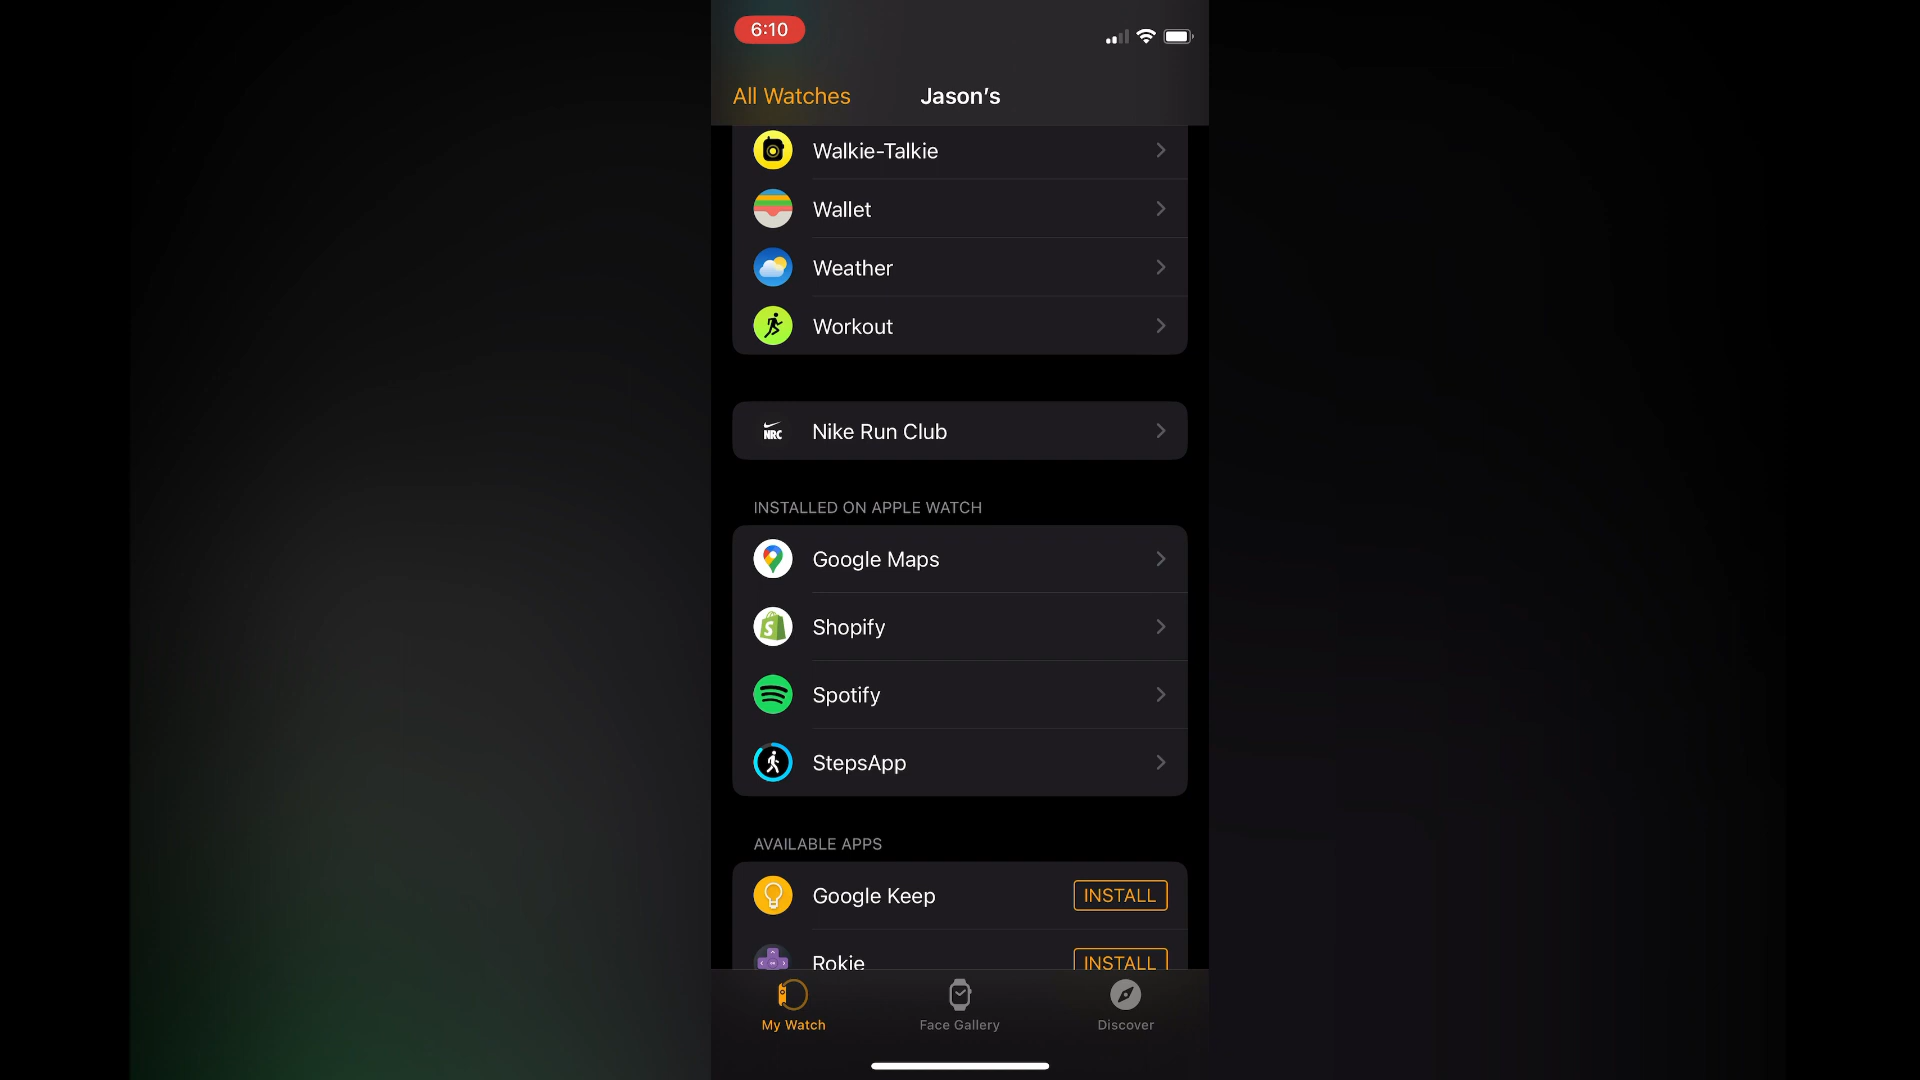 6:10
All Watches
Jason's
Walkie-Talkie
Wallet
Weather
Workout
NRC
Nike Run Club
INSTALLED ON APPLE WATCH
Google Maps
Shopify
Spotify
StepsApp
AVAILABLE APPS
Google Keep
INSTALL
Rokie
INSTALL
My Watch
Face Gallery
Discover